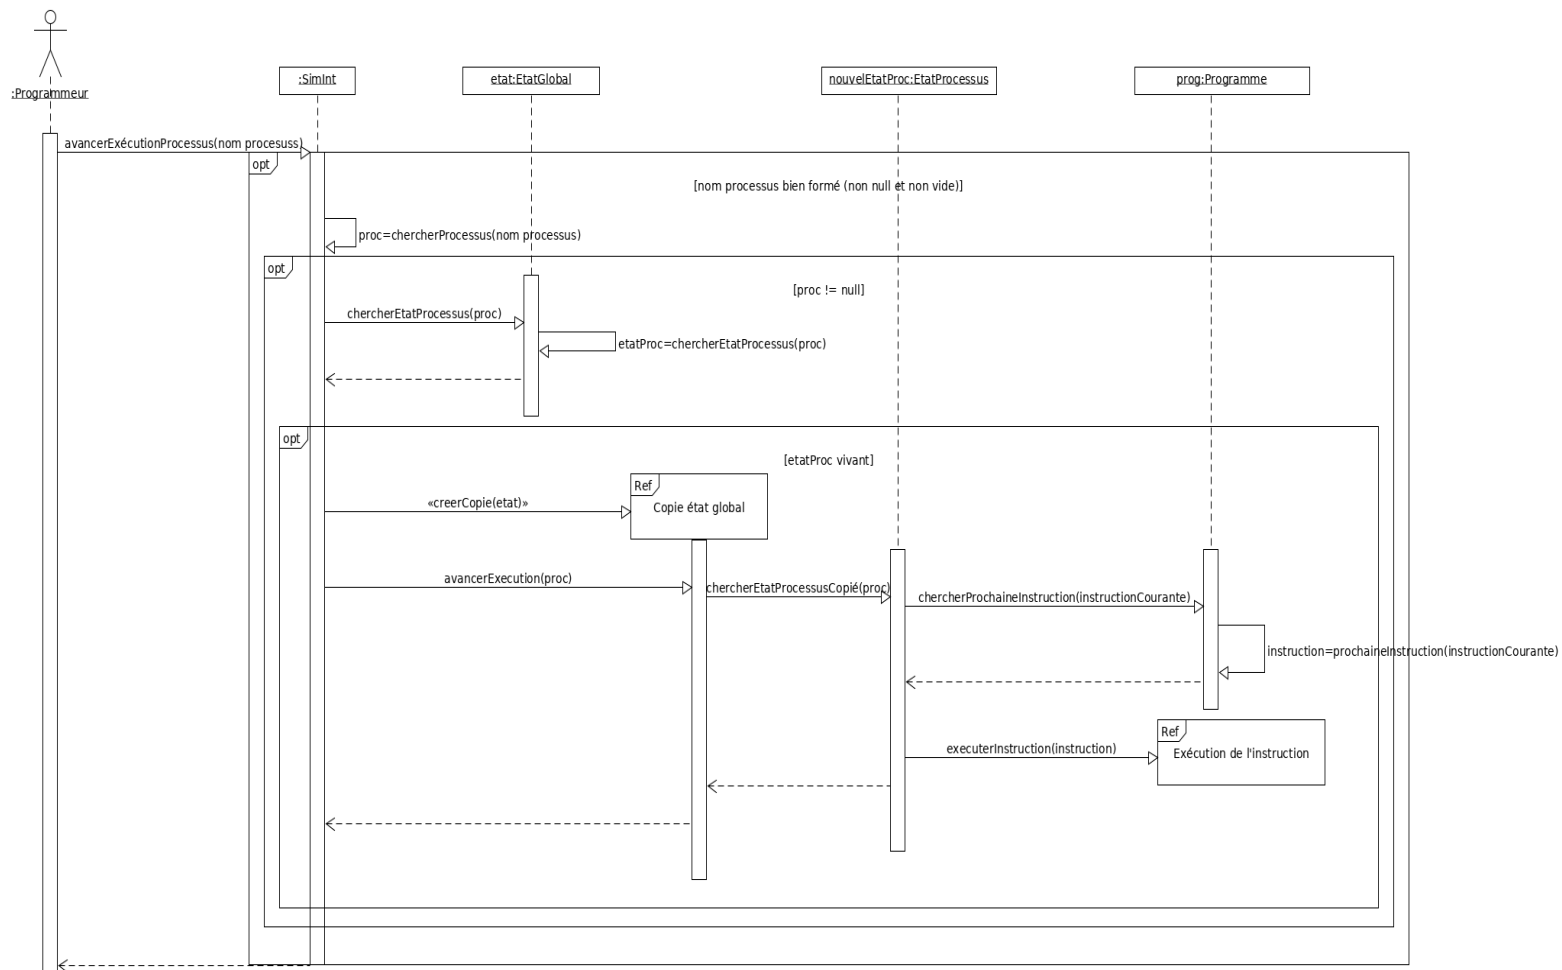 :Programmeur
:SimInt
etat:EtatGlobal
nouvelEtatProc:EtatProcessus
prog:Programme
avancerExécutionProcessus(nom procesuss)
opt
[nom processus bien formé (non null et non vide)]
proc=chercherProcessus(nom processus)
opt
[proc != null]
chercherEtatProcessus(proc)
etatProc=chercherEtatProcessus(proc)
opt
[etatProc vivant]
Ref
Copie état global
«creerCopie(etat)»
avancerExecution(proc)
chercherEtatProcessusCopié(proc)
chercherProchaineInstruction(instructionCourante)
instruction=prochaineInstruction(instructionCourante)
Ref
Exécution de l'instruction
executerInstruction(instruction)